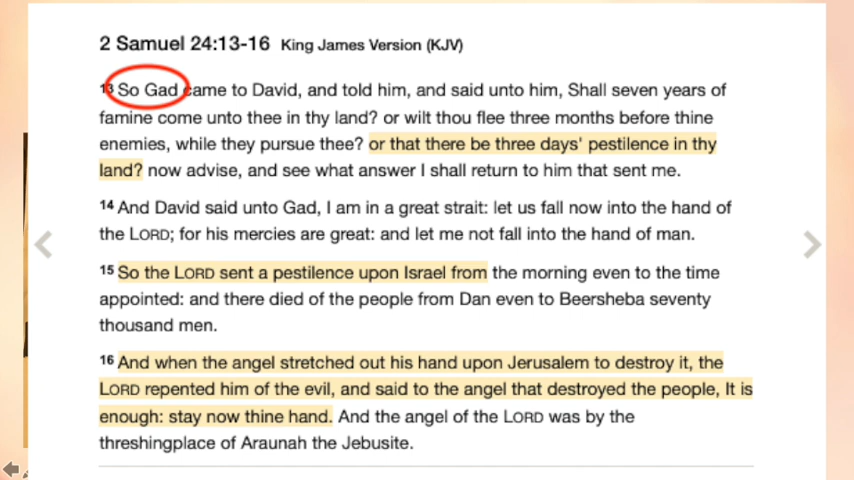 2 Samuel 24:13-16 King James Version (KJV)
13 So Gad came to David, and told him, and said unto him, Shall seven years of
famine come unto thee in thy land? or wilt thou flee three months before thine
enemies, while they pursue thee? or that there be three days' pestilence in thy
land? now advise, and see what answer I shall return to him that sent me.
14 And David said unto Gad, I am in a great strait: let us fall now into the hand of
the LORD; for his mercies are great: and let me not fall into the hand of man.
15 So the LORD sent a pestilence upon Israel from the morning even to the time
appointed: and there died of the people from Dan even to Beersheba seventy
thousand men.
16 And when the angel stretched out his hand upon Jerusalem to destroy it, the
LORD repented him of the evil, and said to the angel that destroyed the people, It is
enough: stay now thine hand. And the angel of the LORD was by the
threshingplace of Araunah the Jebusite.